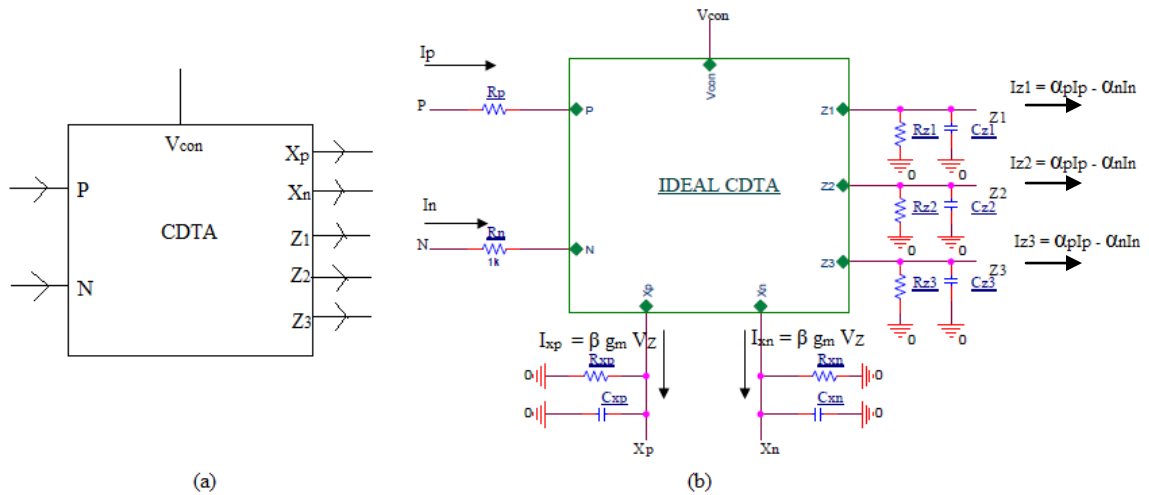 Vcon
P
N
CDTA
Xp
Xn
Z1
Z2
Z3
(a)
Vcon
Vcon
Ip
P
Rp
P
In
N
Rn
1k
N
IDEAL CDTA
Z1
Z2
Z3
Xp
Xn
Rz1
Cz1
Z1
0
0
Rz2
Cz2
Z2
0
0
Rz3
Cz3
Z3
0
0
Iz1 = αpIp - αnIn
Iz2 = αpIp - αnIn
Iz3 = αpIp - αnIn
Ixp = β gm VZ
Ixn = β gm VZ
0
Rxp
Rxn
0
0
Cxp
Cxn
0
Xp
Xn
(b)